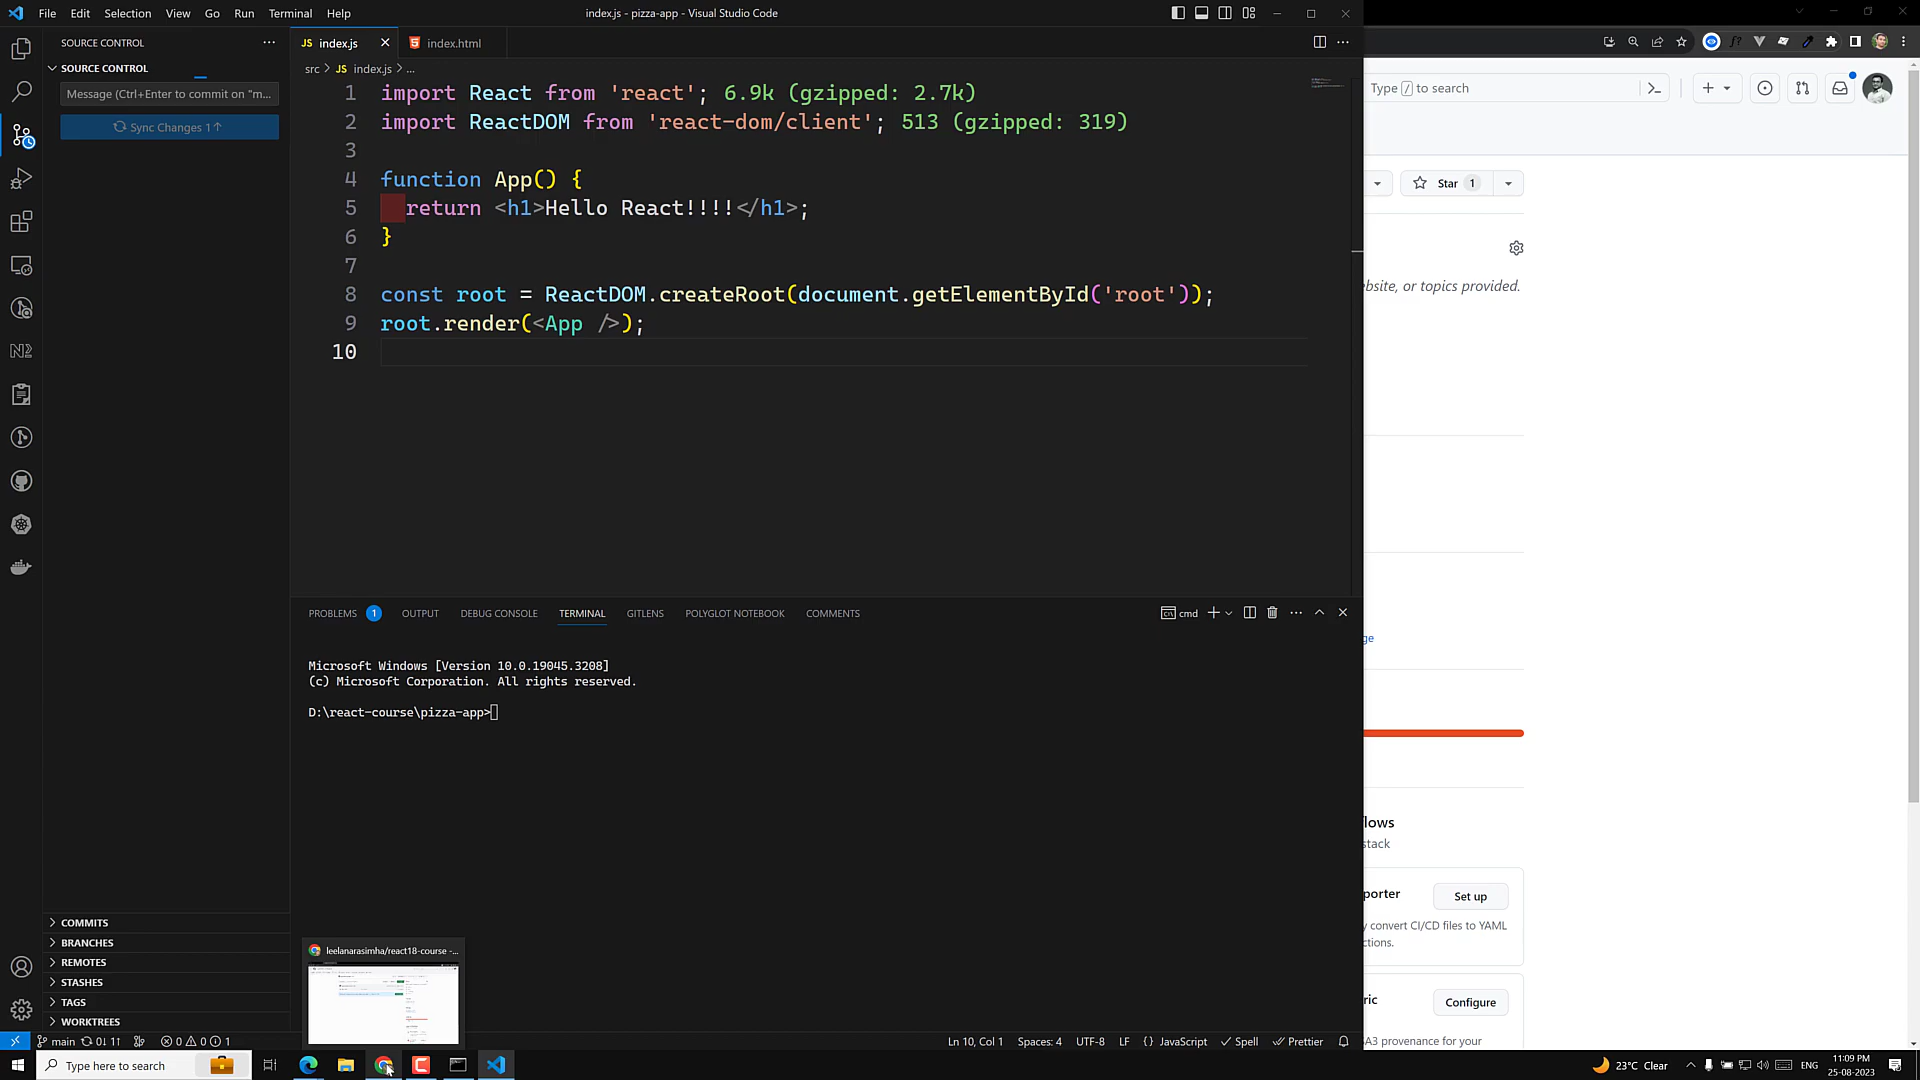 File Edit Selection View Go Run Terminal Help
index.js - pizza-app - Visual Studio Code
SOURCE CONTROL
SOURCE CONTROL
Message (Ctrl+Enter to commit on "m...
Sync Changes 1↑
index.js
index.html
src > JS index.js > ...
1 import React from 'react'; 6.9k (gzipped: 2.7k)
2 import ReactDOM from 'react-dom/client'; 513 (gzipped: 319)
3
4 function App() {
5 return <h1>Hello React!!!!</h1>;
6 }
7
8 const root = ReactDOM.createRoot(document.getElementById('root'));
9 root.render(<App />);
10
PROBLEMS 1 OUTPUT DEBUG CONSOLE TERMINAL GITLENS POLYGLOT NOTEBOOK COMMENTS
cmd
Microsoft Windows [Version 10.0.19045.3208]
(c) Microsoft Corporation. All rights reserved.
D:\react-course\pizza-app>
COMMITS
BRANCHES
REMOTES
STASHES
TAGS
WORKTREES
leelanarasimha/react18-course -...
main 0↓ 1↑ 0 0 1
Ln 10, Col 1 Spaces: 4 UTF-8 LF {} JavaScript Spell Prettier
Type / to search
Star 1
bsite, or topics provided.
ge
flows
stack
porter
Set up
y convert CI/CD files to YAML
ctions.
ric
Configure
A3 provenance for your
Type here to search
23°C Clear
ENG
11:09 PM
25-08-2023